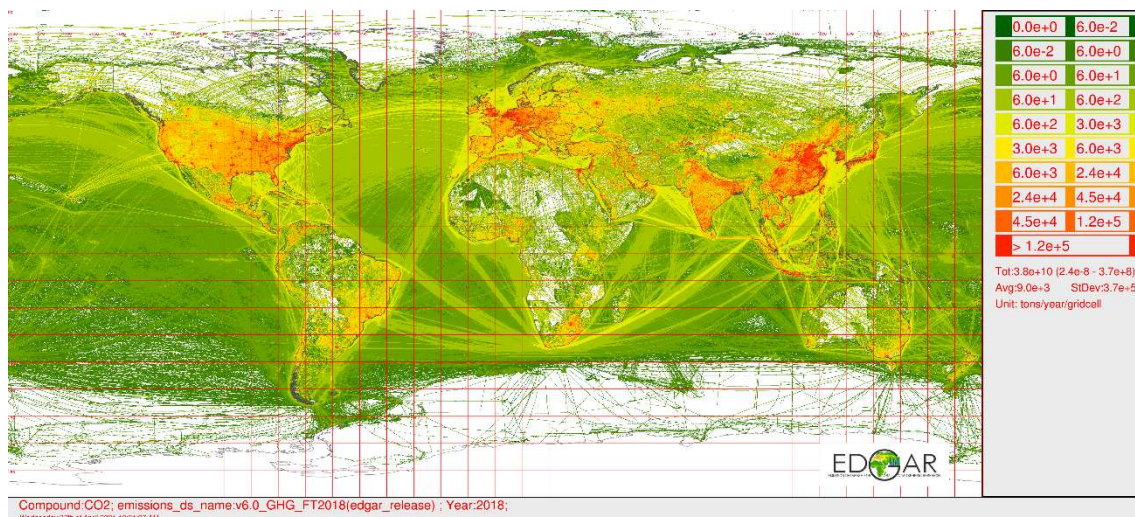 0.0e+0 6.0e-2
6.0e-2 6.0e+0
6.0e+0 6.0e+1
6.0e+1 6.0e+2
6.0e+2 3.0e+3
3.0e+3 6.0e+3
6.0e+3 2.4e+4
2.4e+4 4.5e+4
4.5e+4 1.2e+5
> 1.2e+5
Tot:3.8e+10 (2.4e-8 - 3.7e+8)
Avg:9.0e+3 StDev:3.7e+5
Unit: tons/year/gridcell
EDGAR
Compound:CO2; emissions_ds_name:v6.0_GHG_FT2018(edgar_release) ; Year:2018;